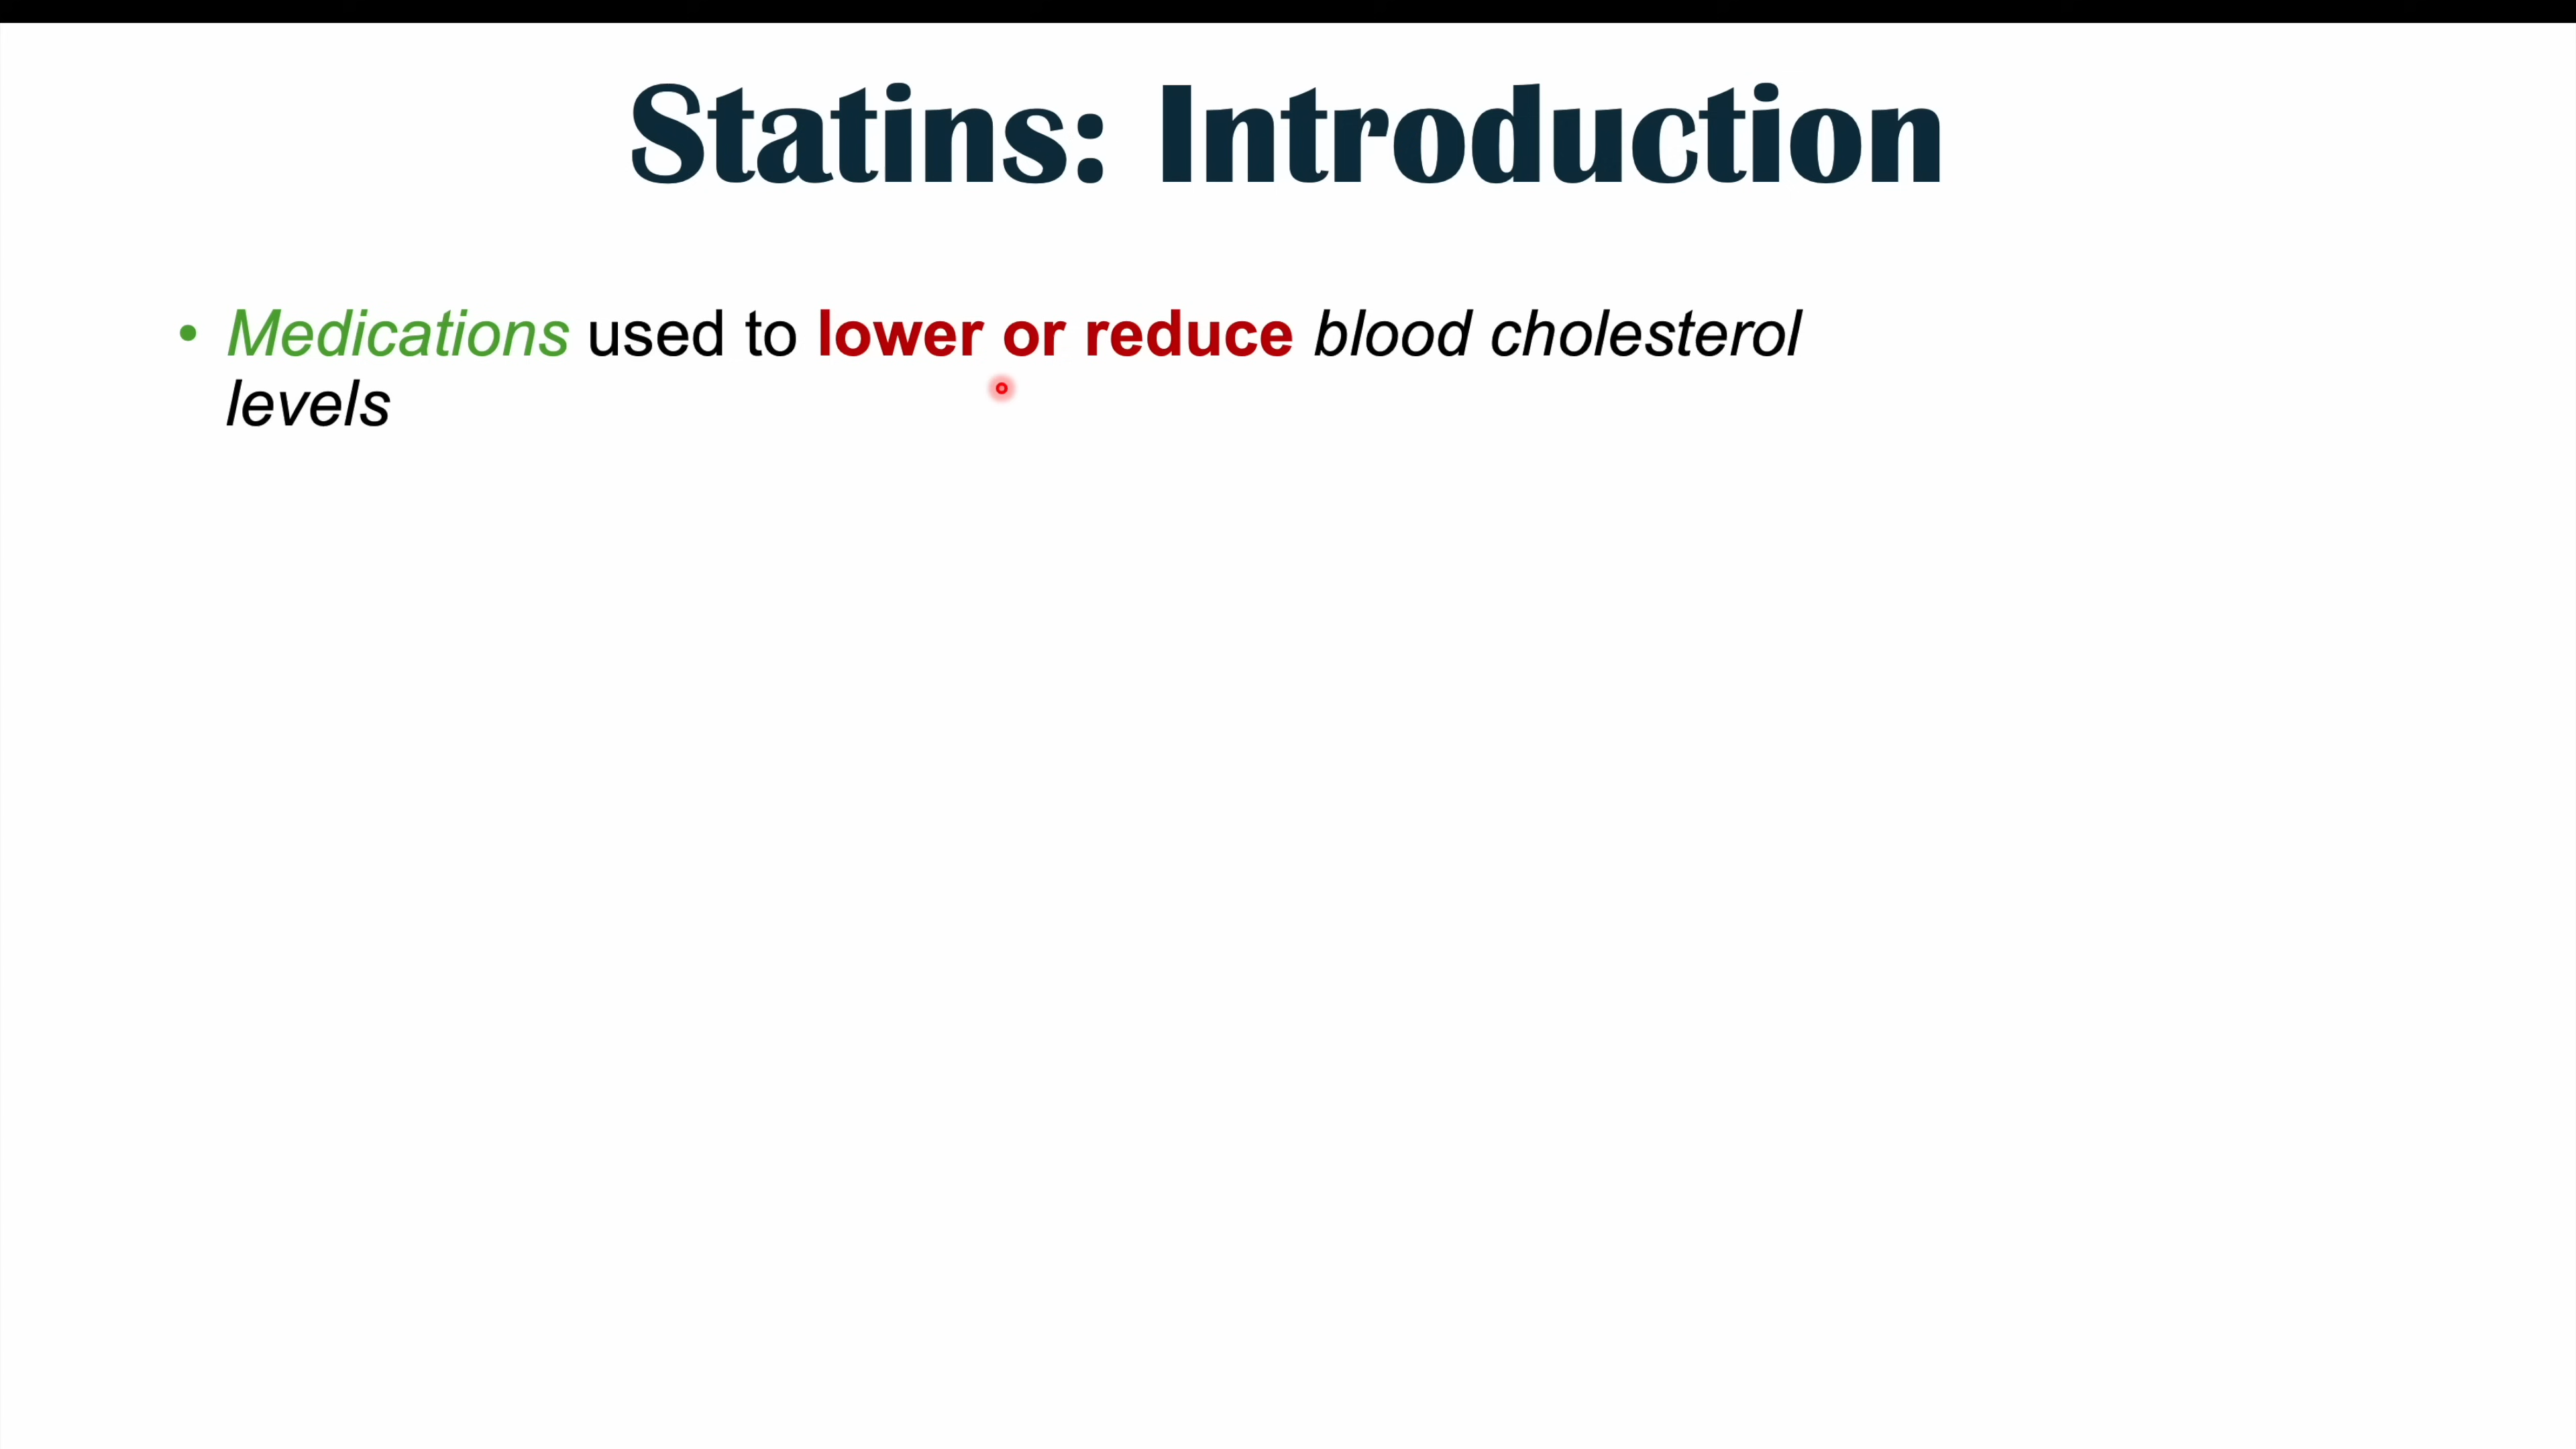 Statins: Introduction
• Medications used to lower or reduce blood cholesterol
levels